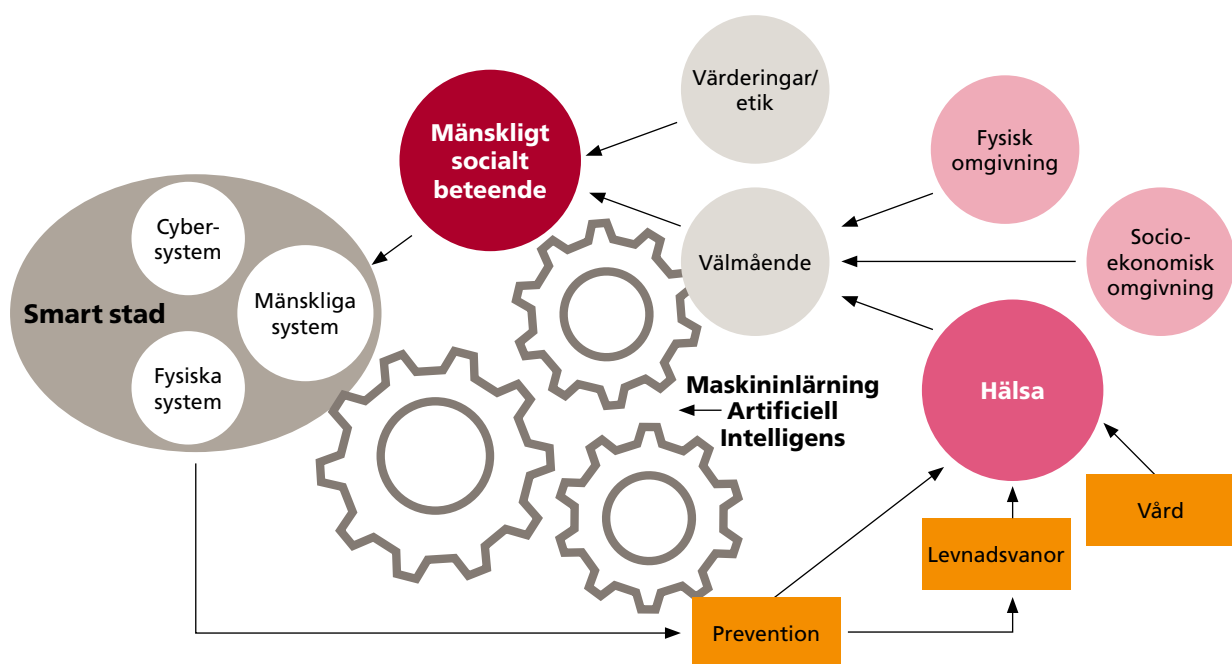 Värderingar/
etik
Mänskligt
socialt
beteende
Fysisk
omgivning
Cyber-
system
Välmående
Socio-
ekonomisk
omgivning
Smart stad
Mänskliga
system
Fysiska
system
Maskininlärning
Artificiell
Intelligens
Hälsa
Vård
Levnadsvanor
Prevention